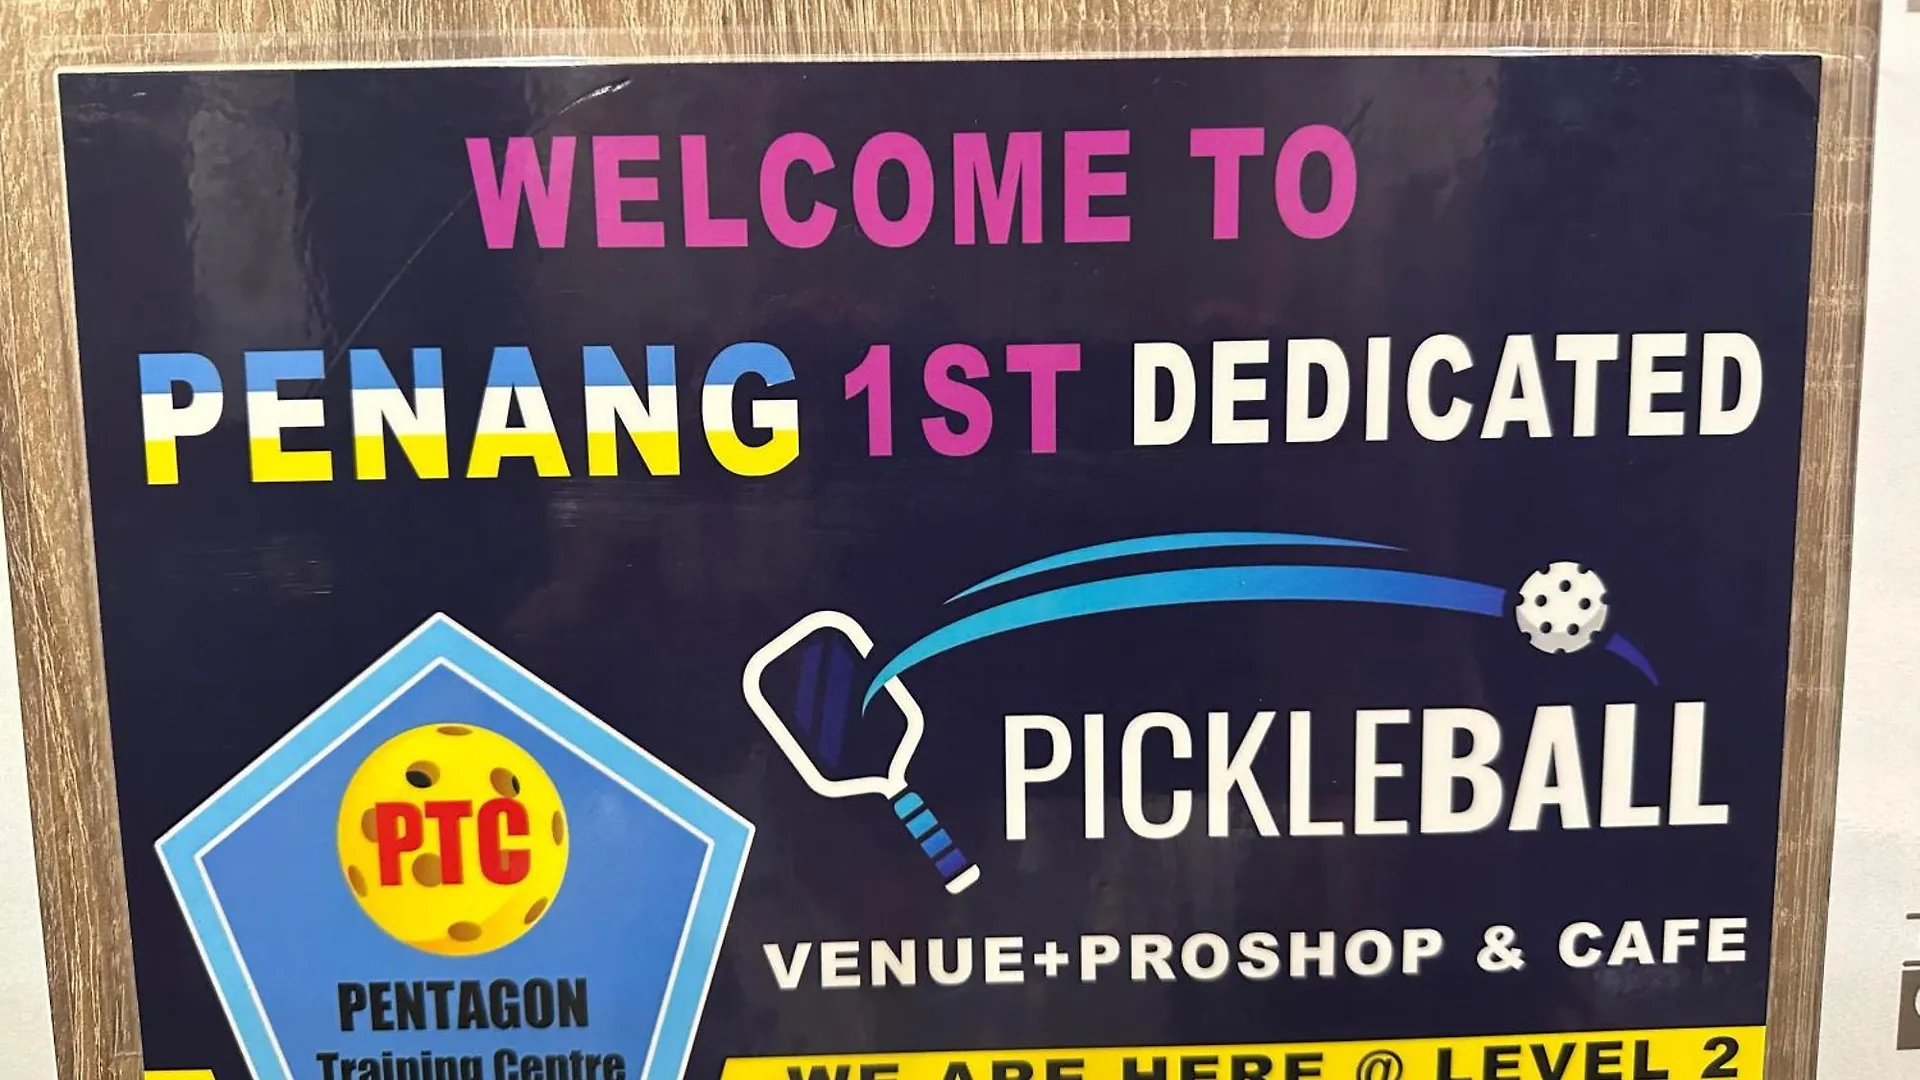 WELCOME TO
PENANG 1ST DEDICATED
PICKLEBALL
VENUE+PROSHOP & CAFE
PTC
PENTAGON
Training Centre
WE ARE HERE @ LEVEL 2